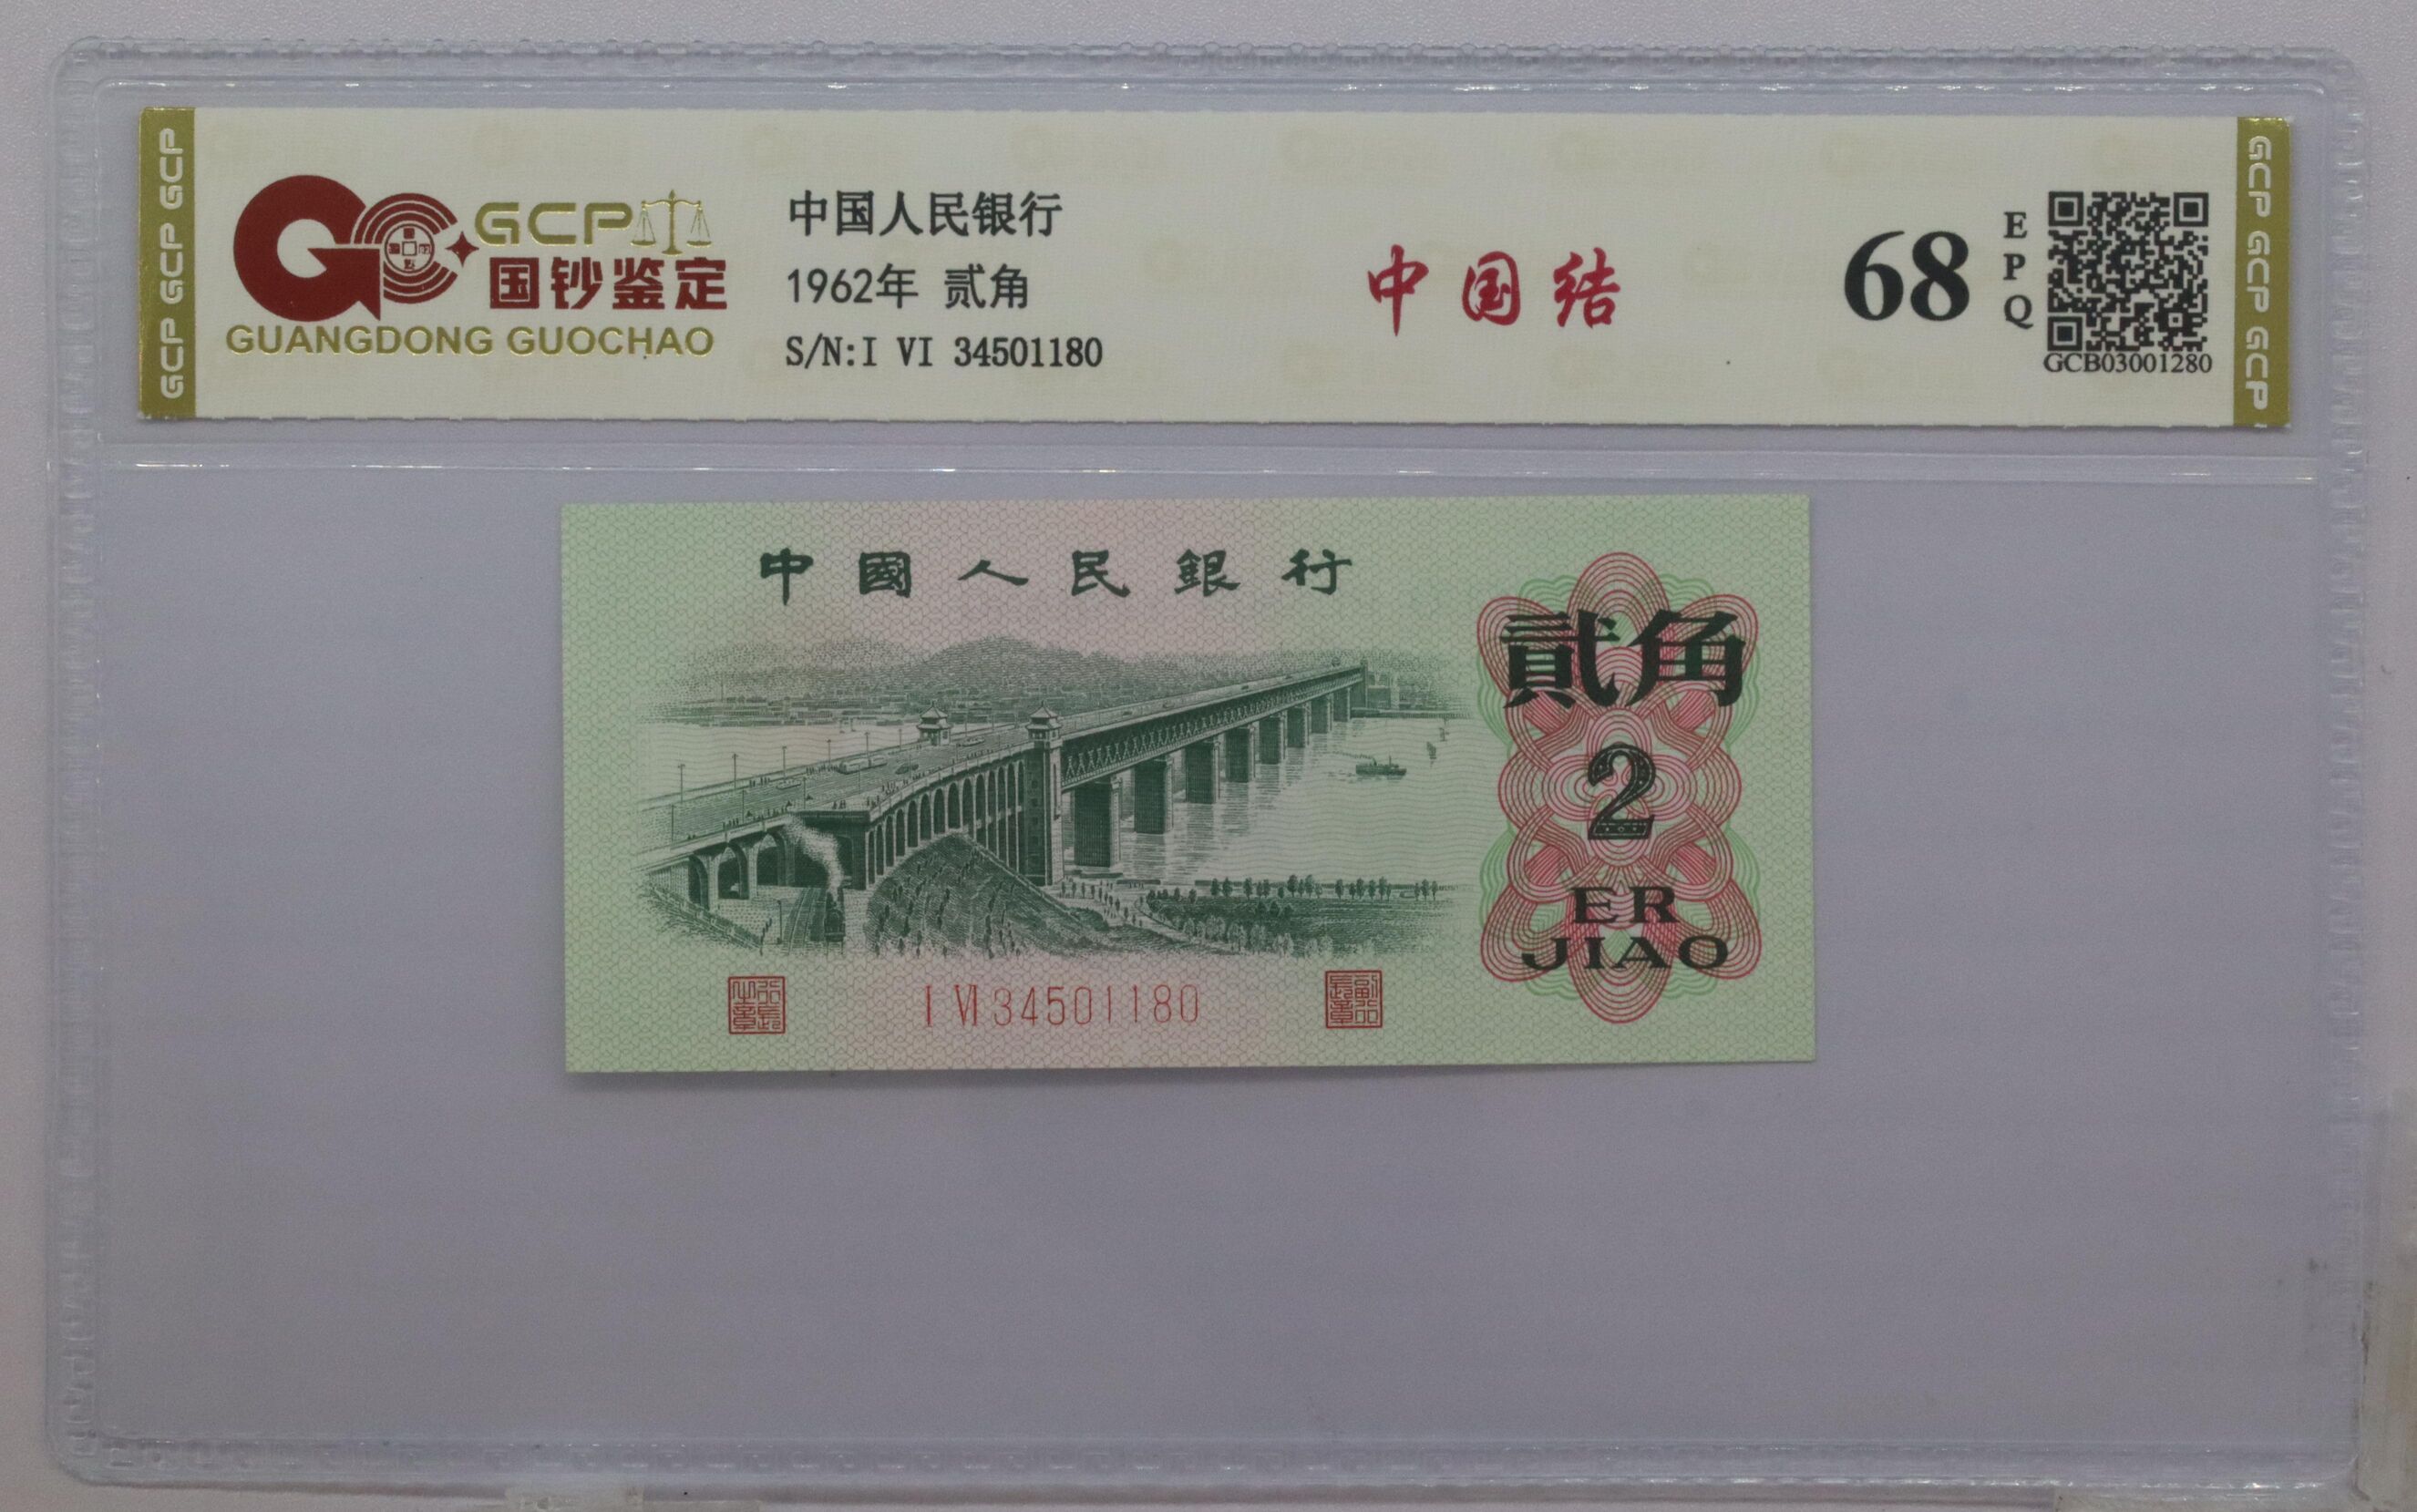 GCP GCP GCP
GCP
国钞鉴定
GUANGDONG GUOCHAO
中国人民银行
1962年 贰角
S/N:I VI 34501180
中国结
68
EPQ
GCB03001280
GCP GCP GCP
中國人民銀行
貳角
2
ER
JIAO
I VI 34501180